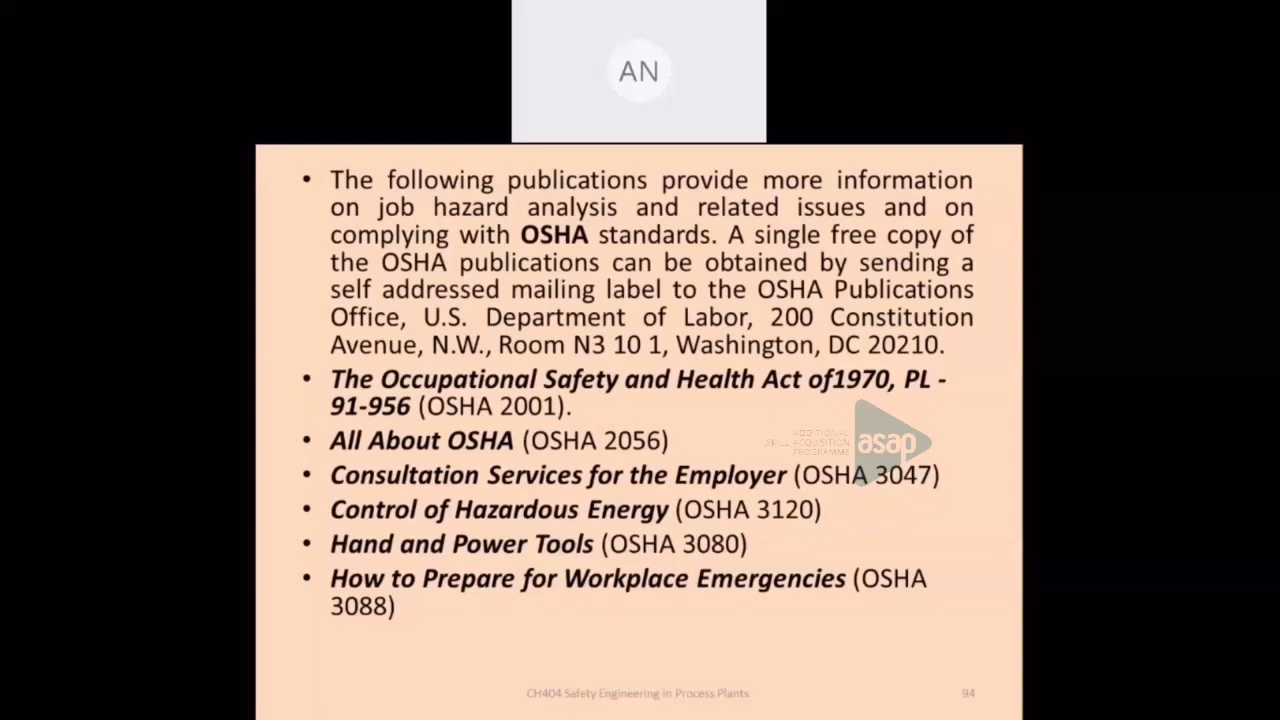 AN
• The following publications provide more information
on job hazard analysis and related issues and on
complying with OSHA standards. A single free copy of
the OSHA publications can be obtained by sending a
self addressed mailing label to the OSHA Publications
Office, U.S. Department of Labor, 200 Constitution
Avenue, N.W., Room N3 10 1, Washington, DC 20210.
• The Occupational Safety and Health Act of1970, PL -
91-956 (OSHA 2001).
• All About OSHA (OSHA 2056)
ADDITIONAL
SKILL ACQUISITION
PROGRAMME
asap
• Consultation Services for the Employer (OSHA 3047)
• Control of Hazardous Energy (OSHA 3120)
• Hand and Power Tools (OSHA 3080)
• How to Prepare for Workplace Emergencies (OSHA
3088)
CH404 Safety Engineering in Process Plants
94